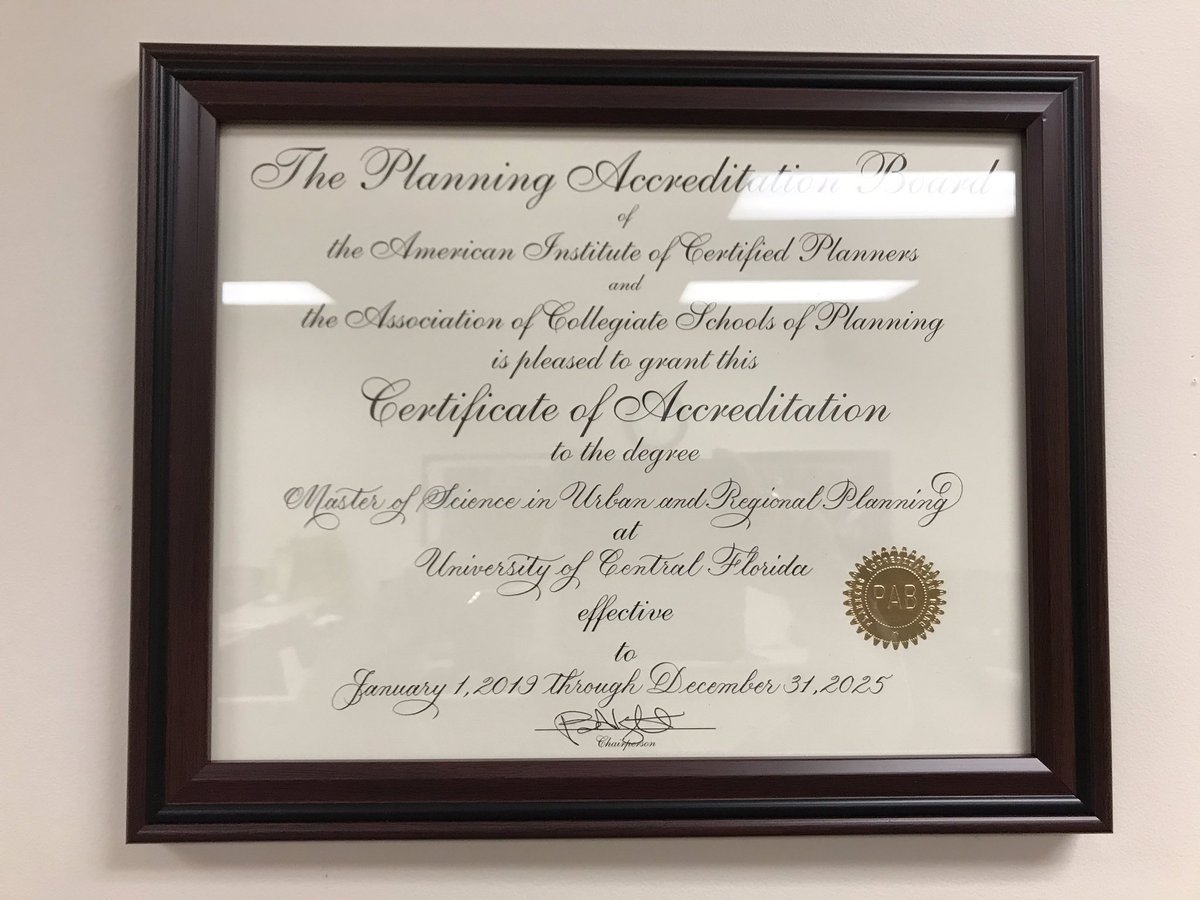 The Planning Accreditation Board
of
the American Institute of Certified Planners
and
the Association of Collegiate Schools of Planning
is pleased to grant this
Certificate of Accreditation
to the degree
Master of Science in Urban and Regional Planning
at
University of Central Florida
effective
to
January 1, 2019 through December 31, 2025
Chairperson
PAB